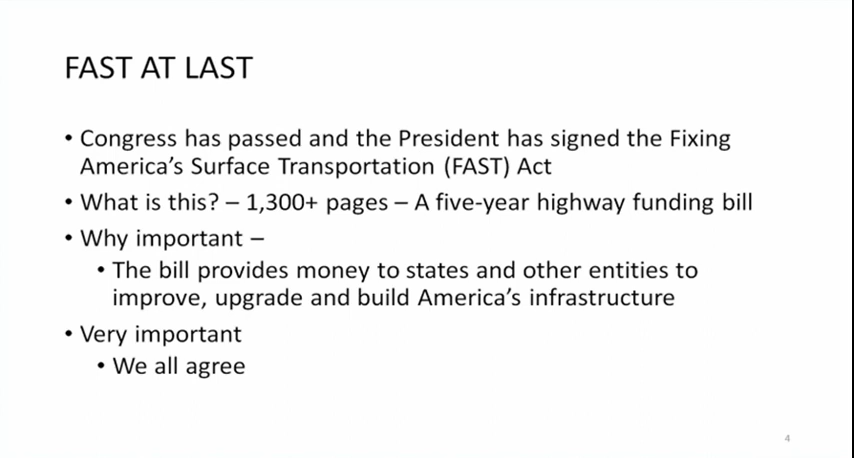 FAST AT LAST
• Congress has passed and the President has signed the Fixing
America's Surface Transportation (FAST) Act
• What is this? – 1,300+ pages – A five-year highway funding bill
• Why important –
• The bill provides money to states and other entities to
improve, upgrade and build America's infrastructure
• Very important
• We all agree
4